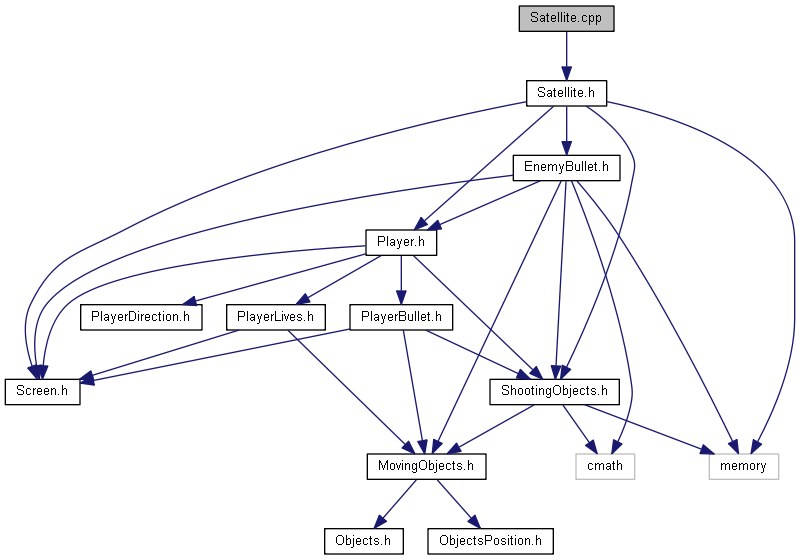 Satellite.cpp
Satellite.h
EnemyBullet.h
Player.h
PlayerDirection.h
PlayerLives.h
PlayerBullet.h
Screen.h
ShootingObjects.h
MovingObjects.h
cmath
memory
Objects.h
ObjectsPosition.h